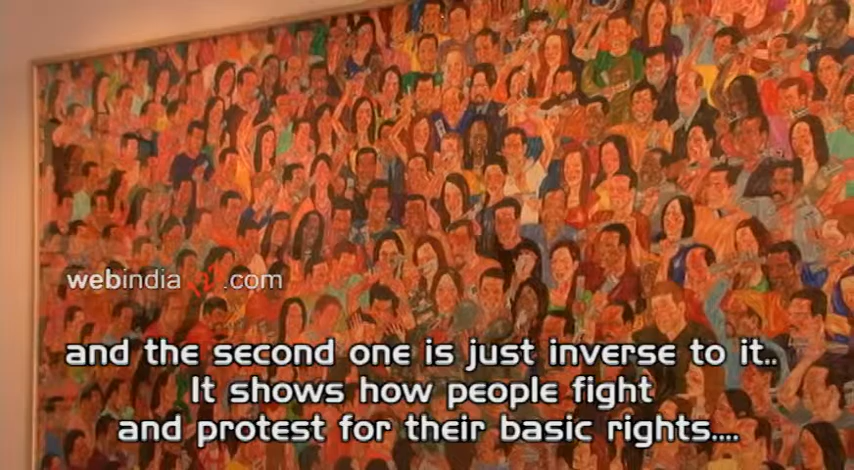 webindia123.com
and the second one is just inverse to it..
It shows how people fight
and protest for their basic rights....